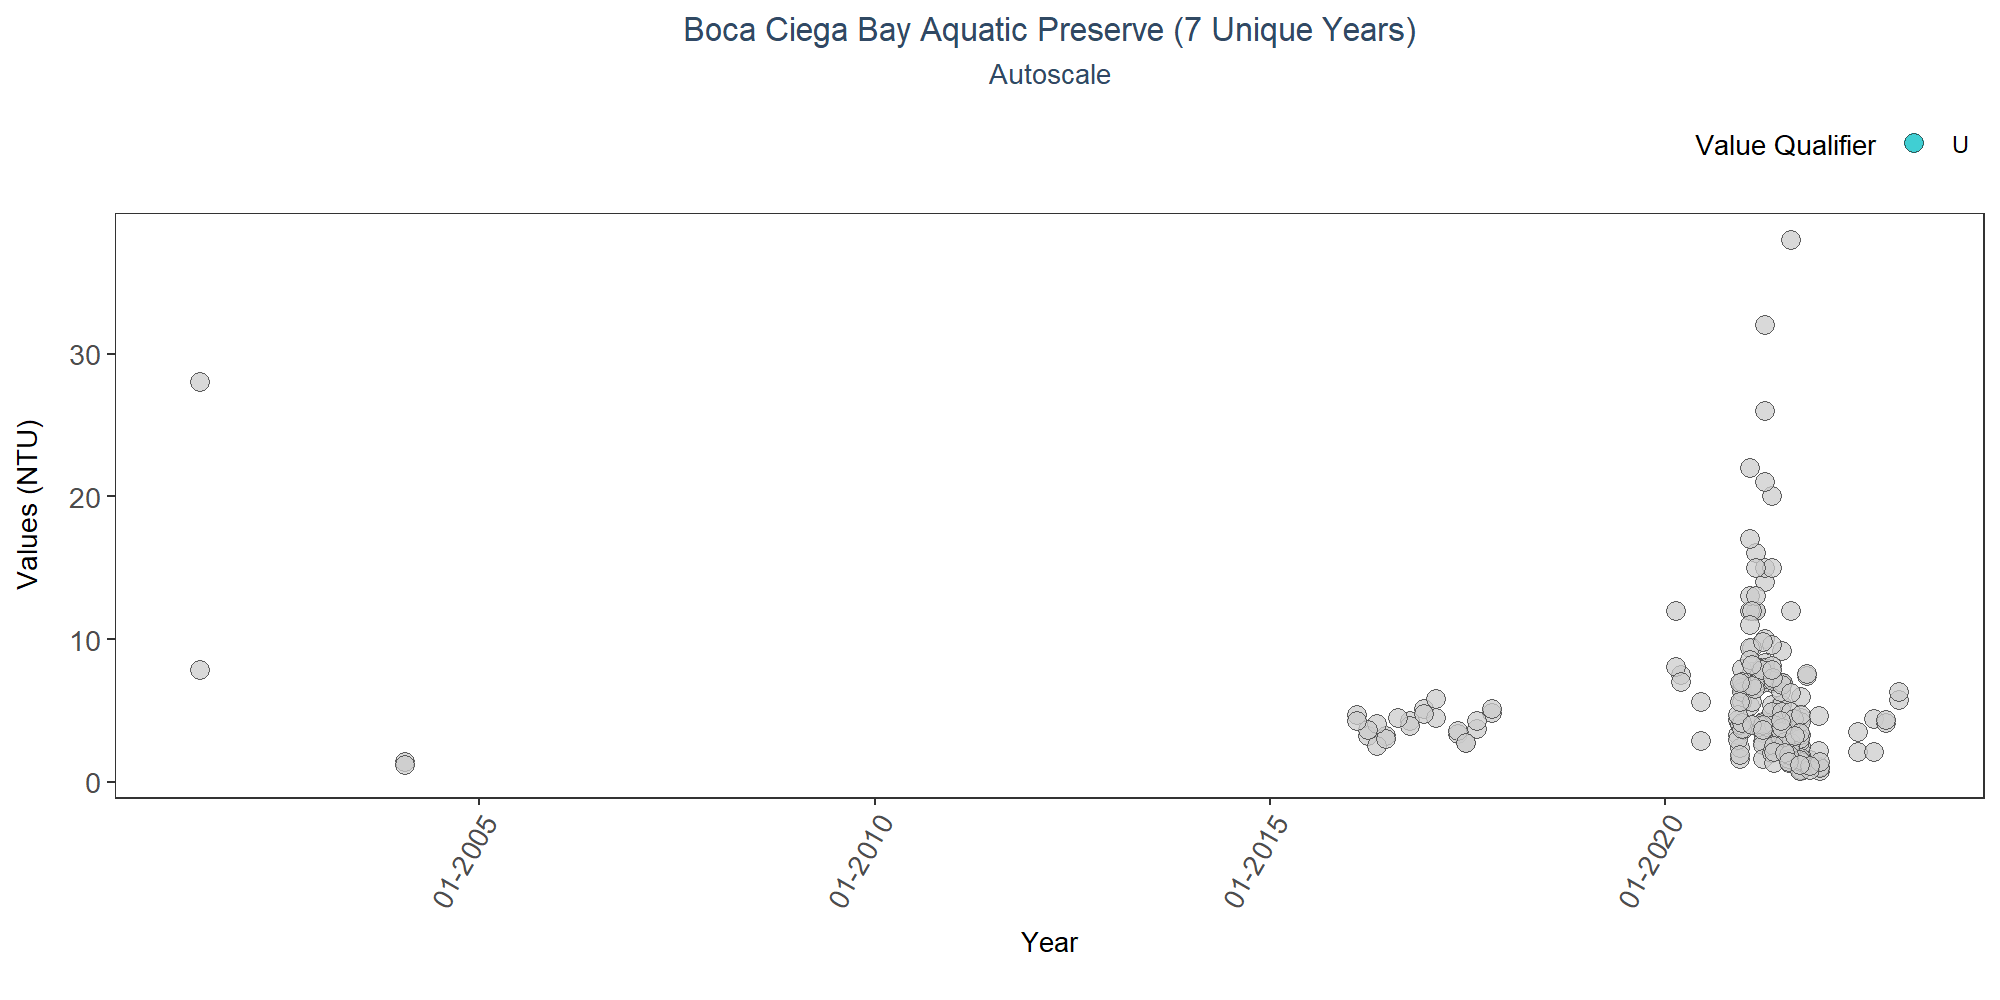 Boca Ciega Bay Aquatic Preserve (7 Unique Years)
Autoscale
Value Qualifier U
Values (NTU)
30
20
10
0
01-2005
01-2010
01-2015
01-2020
Year